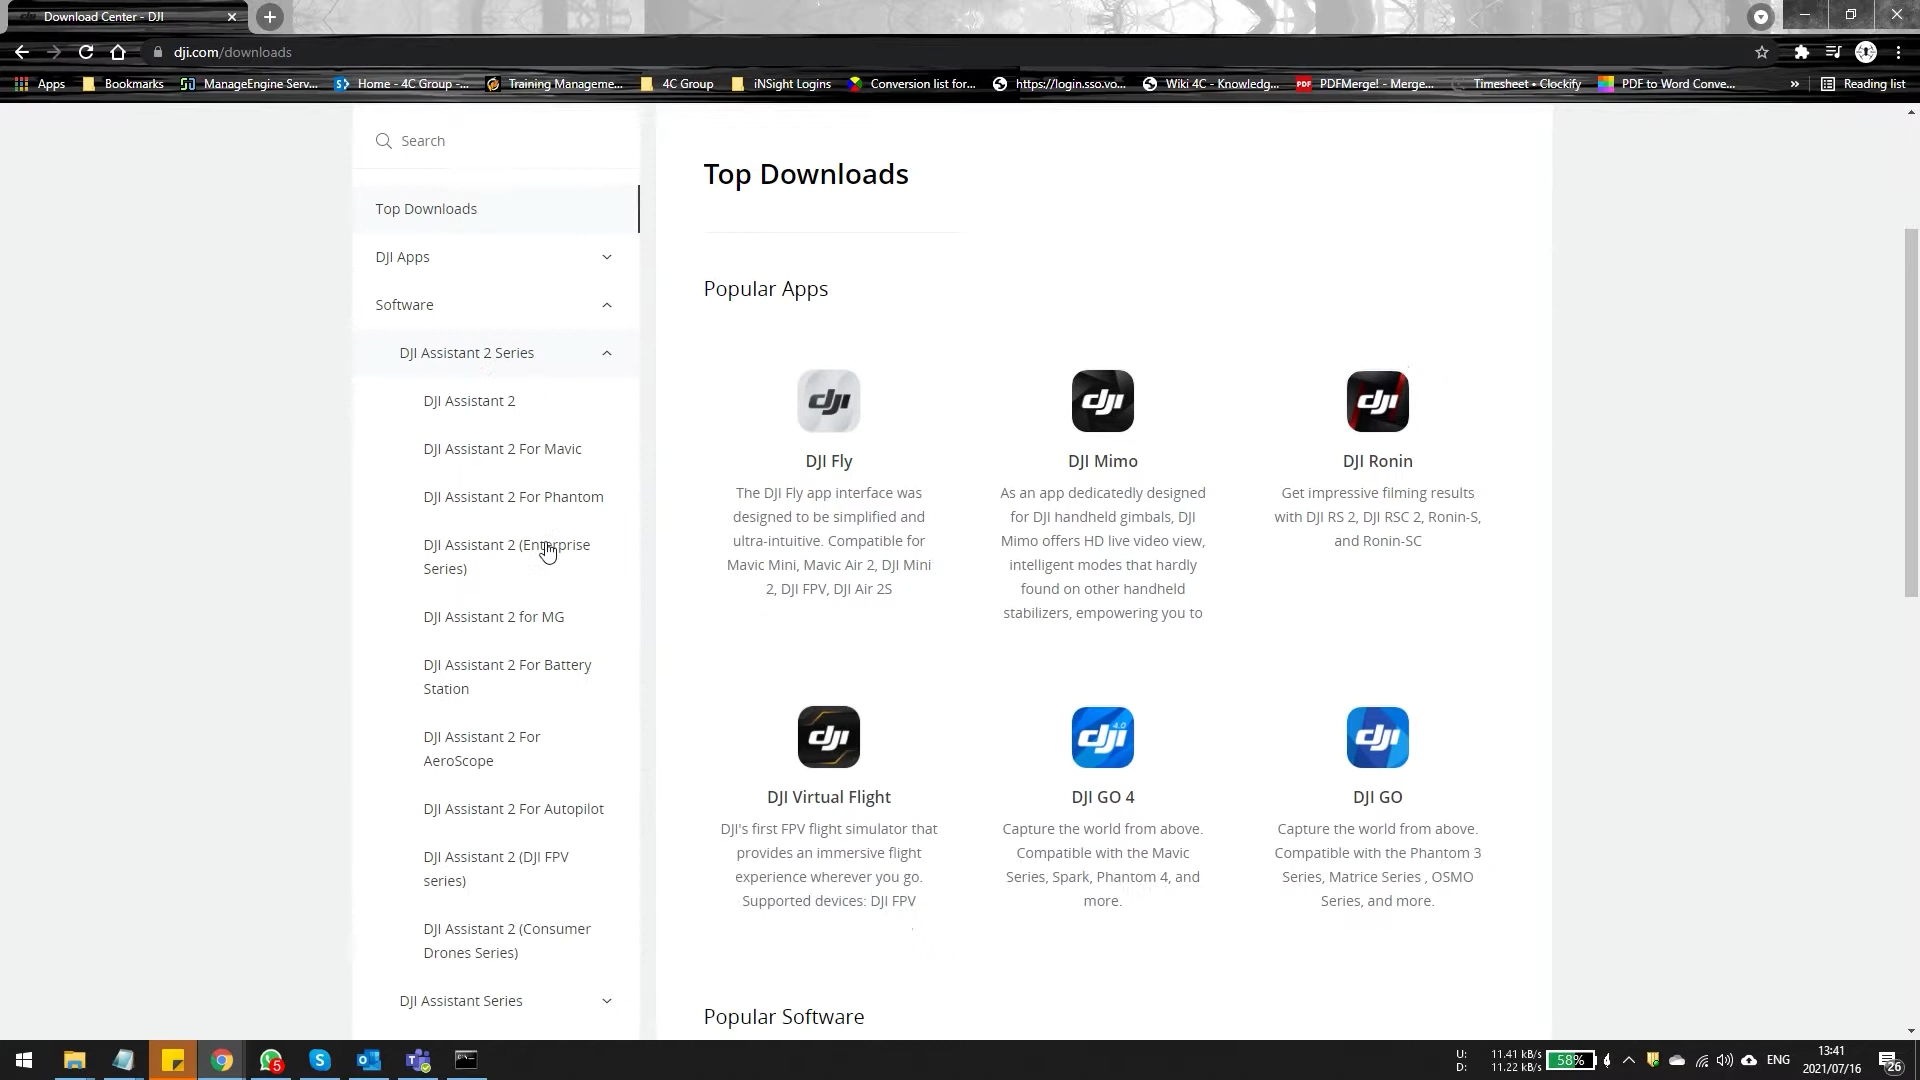 Download Center - DJI
dji.com/downloads
Apps
Bookmarks
ManageEngine Serv...
Home - 4C Group -...
Training Manageme...
4C Group
iNSight Logins
Conversion list for...
https://login.sso.vo...
Wiki 4C - Knowledg...
PDF
PDFMerge! - Merge...
Timesheet • Clockify
PDF to Word Conve...
»
Reading list
Search
Top Downloads
DJI Apps
Software
DJI Assistant 2 Series
DJI Assistant 2
DJI Assistant 2 For Mavic
DJI Assistant 2 For Phantom
DJI Assistant 2 (Enterprise
Series)
DJI Assistant 2 for MG
DJI Assistant 2 For Battery
Station
DJI Assistant 2 For
AeroScope
DJI Assistant 2 For Autopilot
DJI Assistant 2 (DJI FPV
series)
DJI Assistant 2 (Consumer
Drones Series)
DJI Assistant Series
Top Downloads
Popular Apps
dji
DJI Fly
The DJI Fly app interface was
designed to be simplified and
ultra-intuitive. Compatible for
Mavic Mini, Mavic Air 2, DJI Mini
2, DJI FPV, DJI Air 2S
dji
DJI Mimo
As an app dedicatedly designed
for DJI handheld gimbals, DJI
Mimo offers HD live video view,
intelligent modes that hardly
found on other handheld
stabilizers, empowering you to
dji
DJI Ronin
Get impressive filming results
with DJI RS 2, DJI RSC 2, Ronin-S,
and Ronin-SC
dji
DJI Virtual Flight
DJI's first FPV flight simulator that
provides an immersive flight
experience wherever you go.
Supported devices: DJI FPV
4.0
dji
DJI GO 4
Capture the world from above.
Compatible with the Mavic
Series, Spark, Phantom 4, and
more.
dji
DJI GO
Capture the world from above.
Compatible with the Phantom 3
Series, Matrice Series , OSMO
Series, and more.
Popular Software
5
U: 11.41 kB/s
D: 11.22 kB/s
58%
ENG
13:41
2021/07/16
26